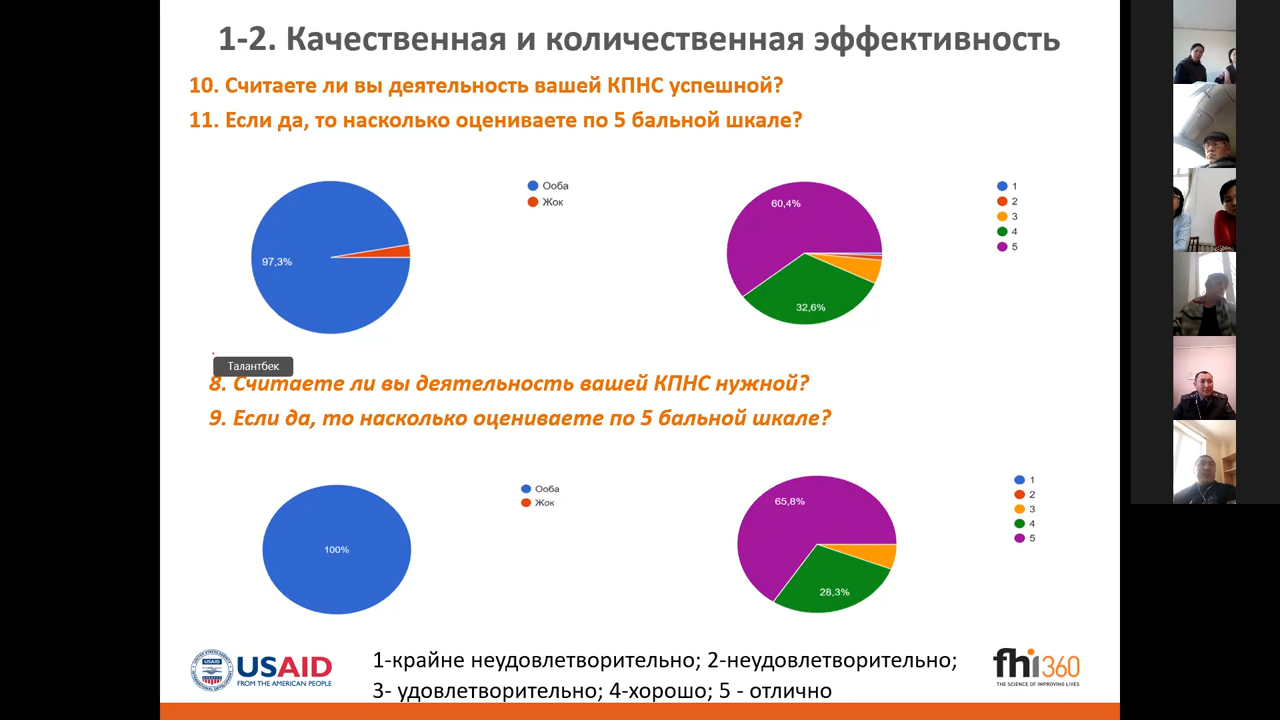 1-2. Качественная и количественная эффективность
10. Считаете ли вы деятельность вашей КПНС успешной?
11. Если да, то насколько оцениваете по 5 бальной шкале?
Ооба
Жок
97,3%
60,4%
32,6%
1
2
3
4
5
Талантбек
8. Считаете ли вы деятельность вашей КПНС нужной?
9. Если да, то насколько оцениваете по 5 бальной шкале?
Ооба
Жок
100%
65,8%
28,3%
1
2
3
4
5
USAID
FROM THE AMERICAN PEOPLE
1-крайне неудовлетворительно; 2-неудовлетворительно;
3- удовлетворительно; 4-хорошо; 5 - отлично
fhi360
THE SCIENCE OF IMPROVING LIVES